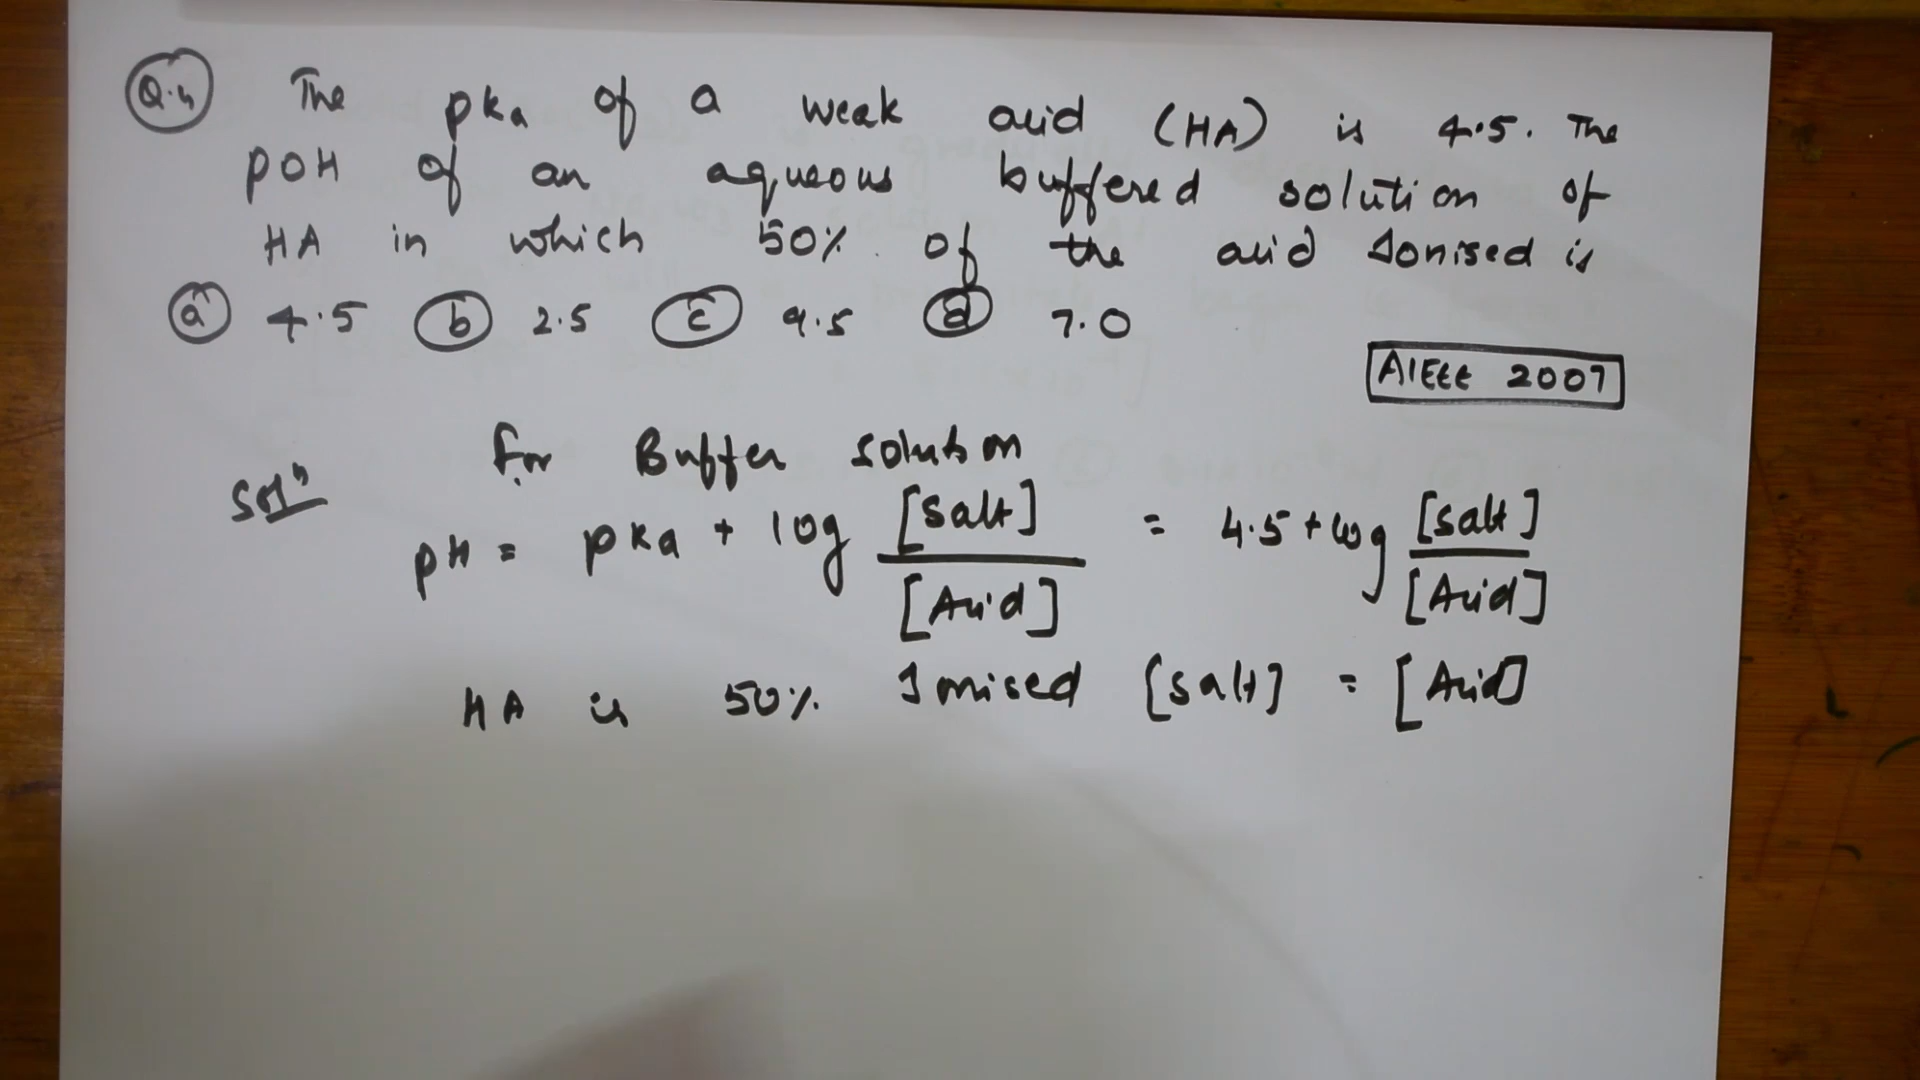 Q.4 The pKa of a weak acid (HA) is 4.5. The
pOH of an aqueous buffered solution of
HA in which 50% of the acid Ionised is
(a) 4.5 (b) 2.5 (c) 9.5 (d) 7.0
AIEEE 2007
Solⁿ For Buffer solution
pH = pKa + log [Salt]/[Acid] = 4.5 + log [Salt]/[Acid]
HA is 50% Ionised [Salt] = [Acid]